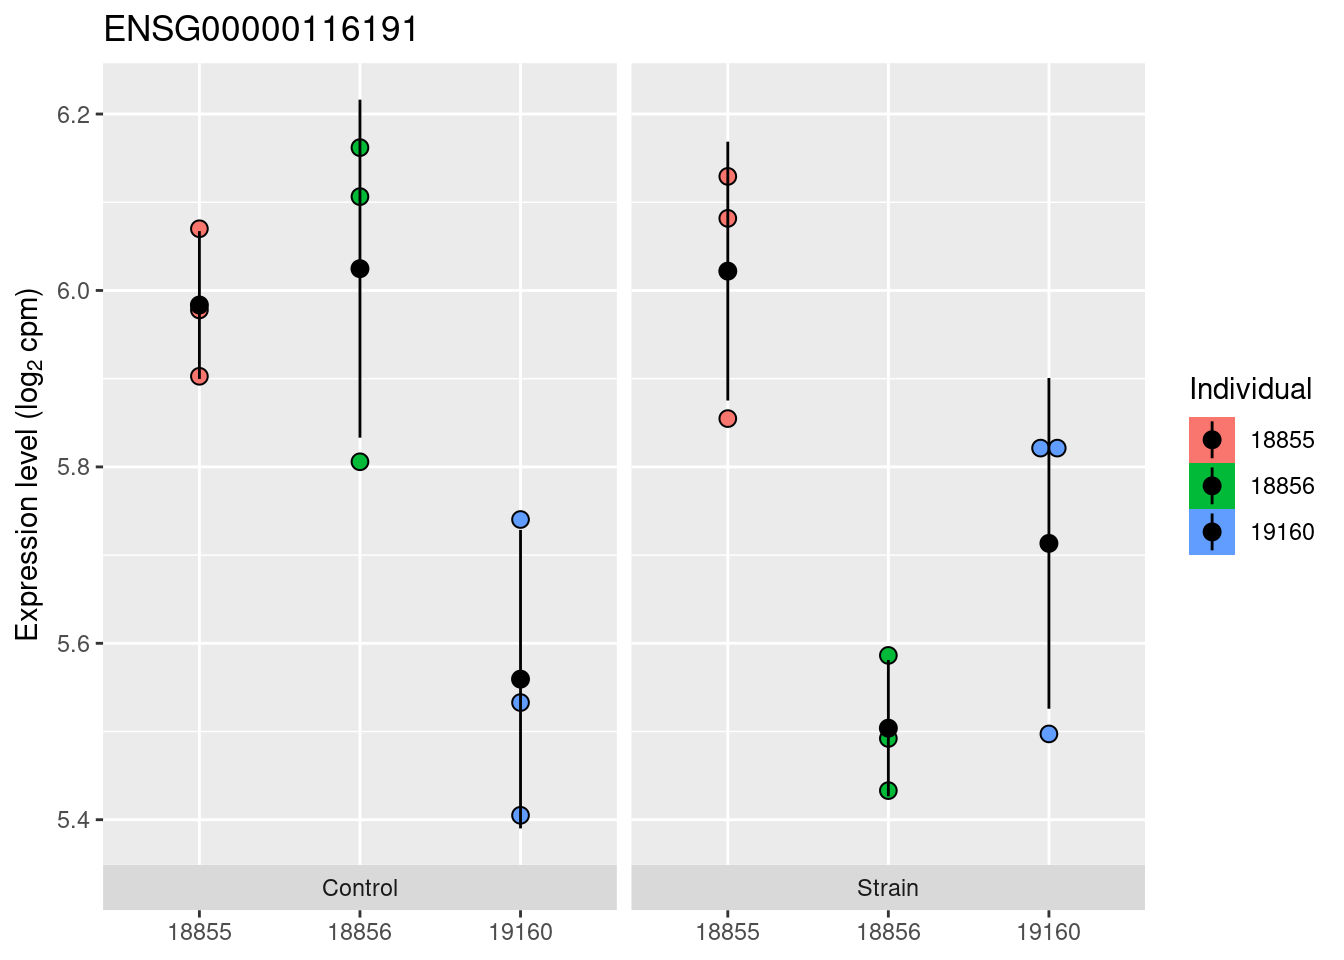 ENSG00000116191
Expression level (log2 cpm)
6.2
6.0
5.8
5.6
5.4
Control
Strain
18855
18856
19160
18855
18856
19160
Individual
18855
18856
19160